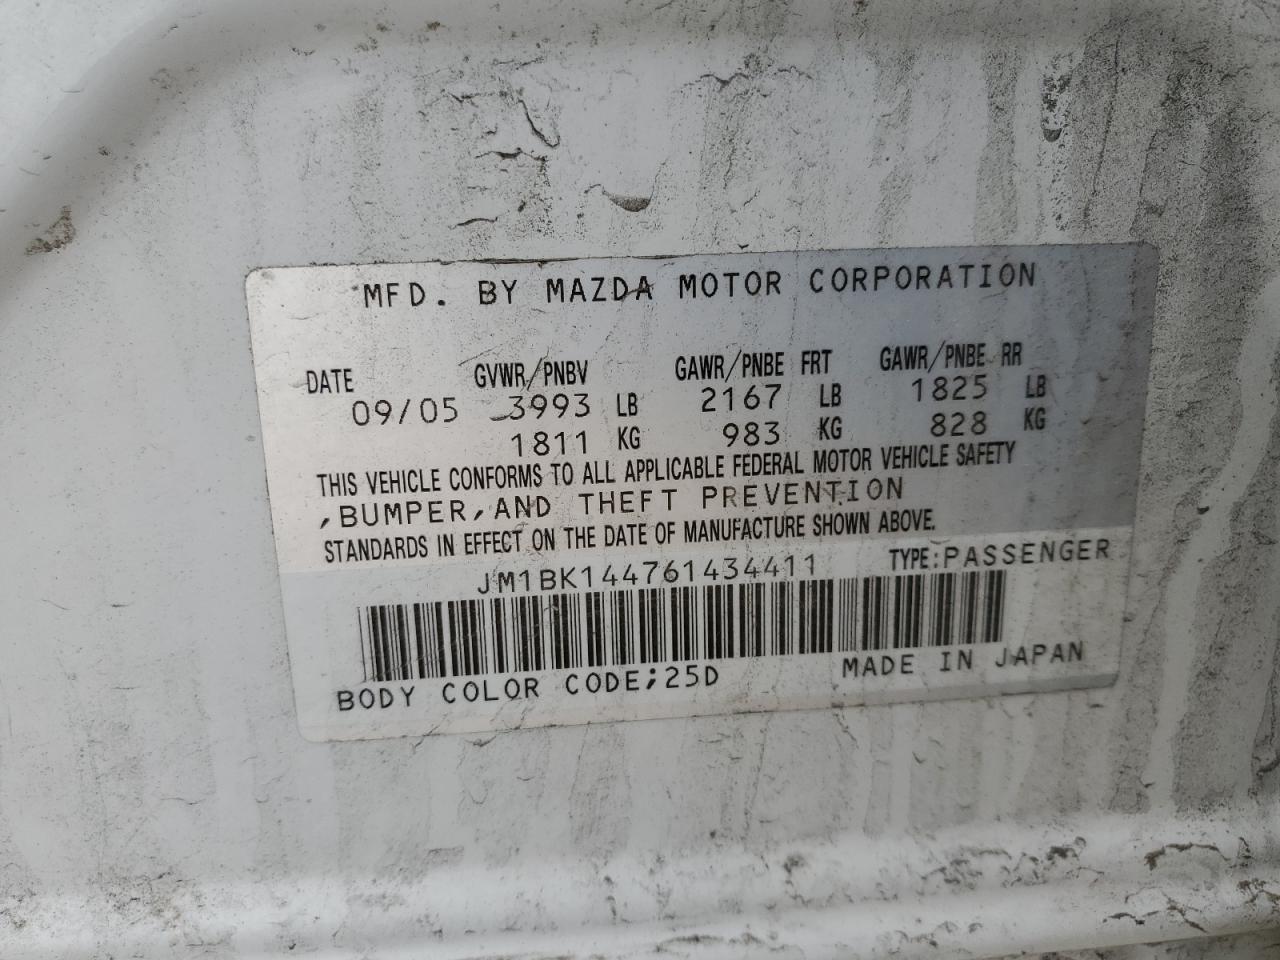 MFD. BY MAZDA MOTOR CORPORATION
DATE GVWR/PNBV GAWR/PNBE FRT GAWR/PNBE RR
09/05 3993 LB 2167 LB 1825 LB
1811 KG 983 KG 828 KG
THIS VEHICLE CONFORMS TO ALL APPLICABLE FEDERAL MOTOR VEHICLE SAFETY
,BUMPER,AND THEFT PREVENTION
STANDARDS IN EFFECT ON THE DATE OF MANUFACTURE SHOWN ABOVE.
JM1BK144761434411 TYPE:PASSENGER
BODY COLOR CODE;25D MADE IN JAPAN